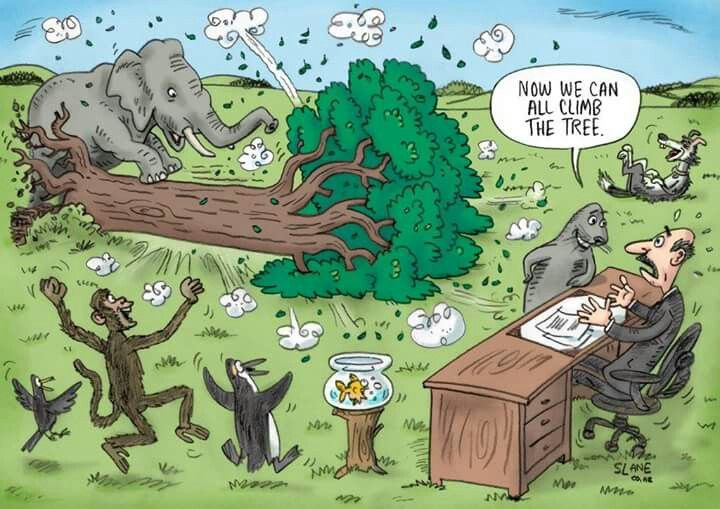 NOW WE CAN
ALL CLIMB
THE TREE.
SLANE
CO.NZ